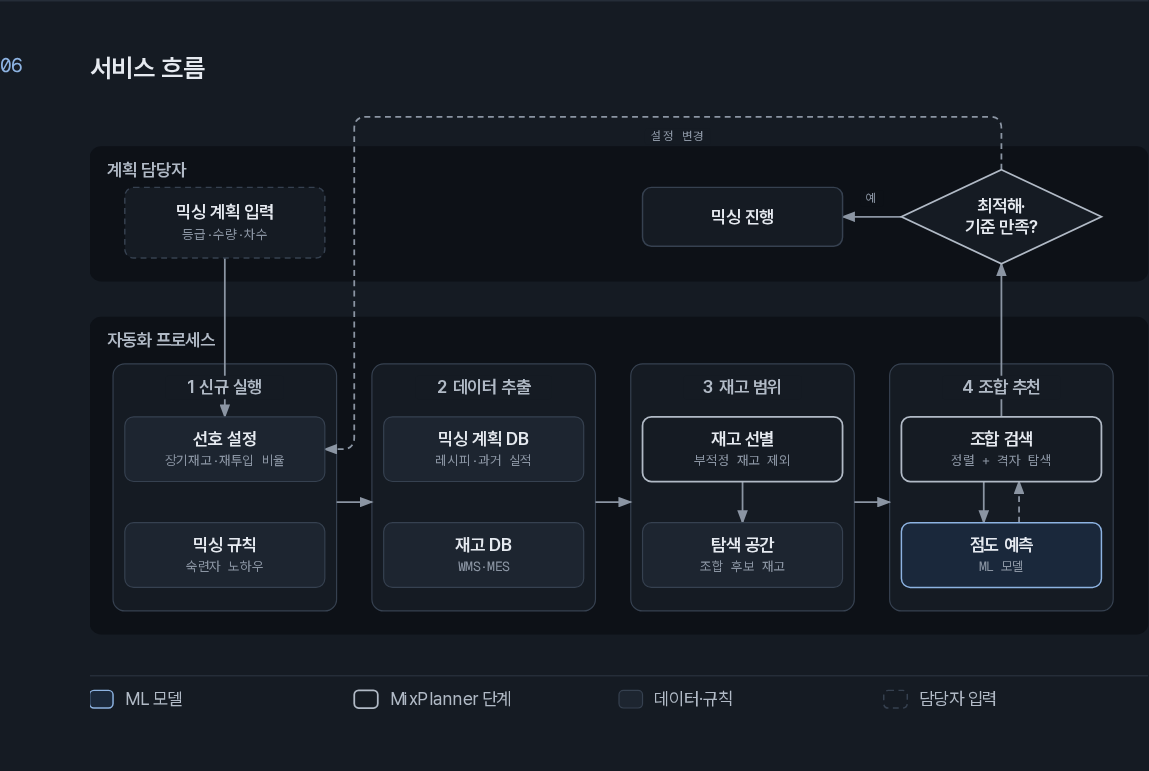 06
서비스 흐름
설정 변경
계획 담당자
믹싱 계획 입력
등급·수량·차수
믹싱 진행
예
최적해·
기준 만족?
자동화 프로세스
1 신규 실행
선호 설정
장기재고·재투입 비율
믹싱 규칙
숙련자 노하우
2 데이터 추출
믹싱 계획 DB
레시피·과거 실적
재고 DB
WMS·MES
3 재고 범위
재고 선별
부적정 재고 제외
탐색 공간
조합 후보 재고
4 조합 추천
조합 검색
정렬 + 격자 탐색
점도 예측
ML 모델
ML 모델
MixPlanner 단계
데이터·규칙
담당자 입력